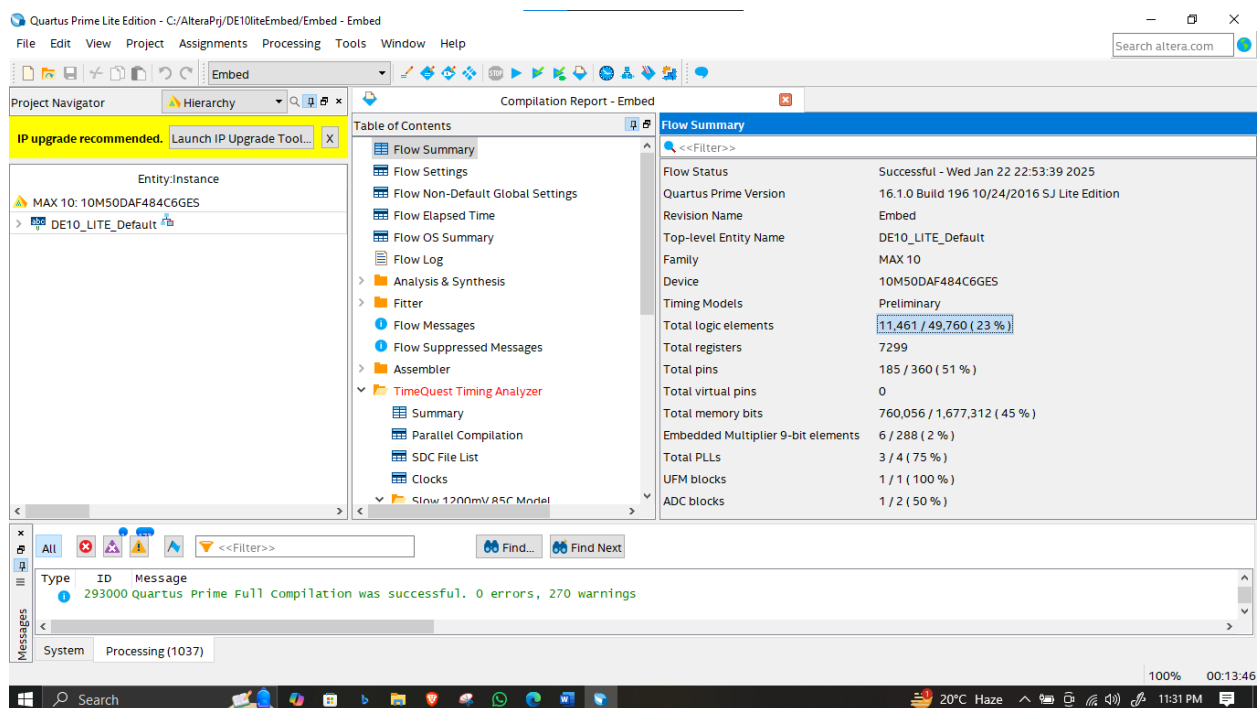 Quartus Prime Lite Edition - C:/AlteraPrj/DE10liteEmbed/Embed - Embed
File Edit View Project Assignments Processing Tools Window Help
Search altera.com
Embed
Project Navigator
Hierarchy
IP upgrade recommended. Launch IP Upgrade Tool... X
Entity:Instance
MAX 10: 10M50DAF484C6GES
DE10_LITE_Default
Compilation Report - Embed
Table of Contents
Flow Summary
Flow Settings
Flow Non-Default Global Settings
Flow Elapsed Time
Flow OS Summary
Flow Log
Analysis & Synthesis
Fitter
Flow Messages
Flow Suppressed Messages
Assembler
TimeQuest Timing Analyzer
Summary
Parallel Compilation
SDC File List
Clocks
Slow 1200mV 85C Model
Flow Summary
<<Filter>>
Flow Status Successful - Wed Jan 22 22:53:39 2025
Quartus Prime Version 16.1.0 Build 196 10/24/2016 SJ Lite Edition
Revision Name Embed
Top-level Entity Name DE10_LITE_Default
Family MAX 10
Device 10M50DAF484C6GES
Timing Models Preliminary
Total logic elements 11,461 / 49,760 ( 23 % )
Total registers 7299
Total pins 185 / 360 ( 51 % )
Total virtual pins 0
Total memory bits 760,056 / 1,677,312 ( 45 % )
Embedded Multiplier 9-bit elements 6 / 288 ( 2 % )
Total PLLs 3 / 4 ( 75 % )
UFM blocks 1 / 1 ( 100 % )
ADC blocks 1 / 2 ( 50 % )
All
<<Filter>>
Find... Find Next
Type ID Message
293000 Quartus Prime Full Compilation was successful. 0 errors, 270 warnings
Messages
System Processing (1037)
100% 00:13:46
Search
20°C Haze 11:31 PM